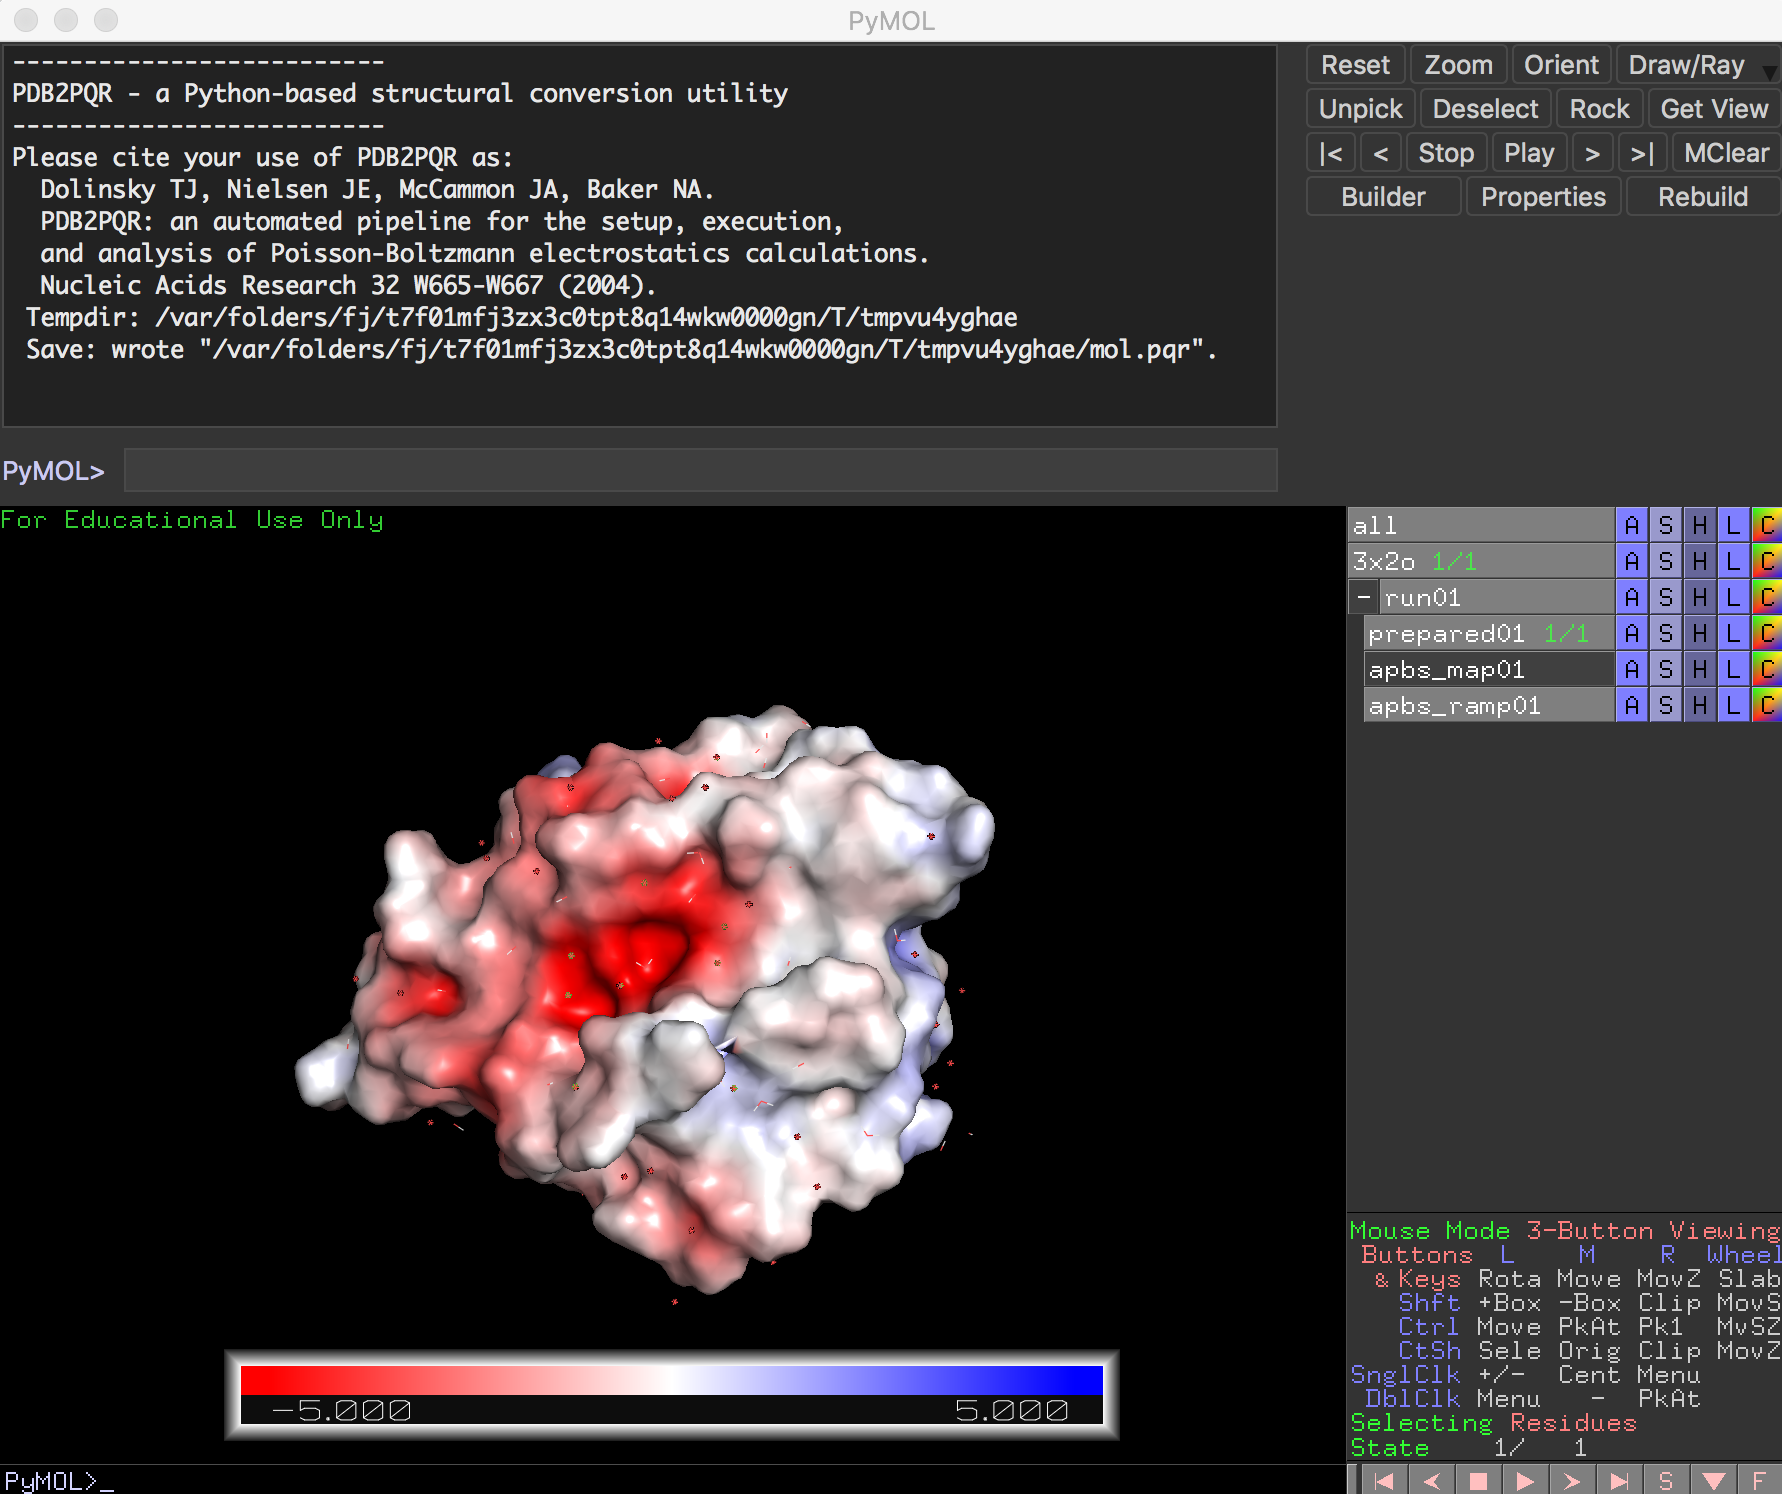 PyMOL
--------------------------
PDB2PQR - a Python-based structural conversion utility
--------------------------
Please cite your use of PDB2PQR as:
Dolinsky TJ, Nielsen JE, McCammon JA, Baker NA.
PDB2PQR: an automated pipeline for the setup, execution,
and analysis of Poisson-Boltzmann electrostatics calculations.
Nucleic Acids Research 32 W665-W667 (2004).
Tempdir: /var/folders/fj/t7f01mfj3zx3c0tpt8q14wkw0000gn/T/tmpvu4yghae
Save: wrote "/var/folders/fj/t7f01mfj3zx3c0tpt8q14wkw0000gn/T/tmpvu4yghae/mol.pqr".
Reset Zoom Orient Draw/Ray
Unpick Deselect Rock Get View
|< < Stop Play > >| MClear
Builder Properties Rebuild
PyMOL>
For Educational Use Only
all A S H L C
3x2o 1/1 A S H L C
- run01 A S H L C
prepared01 1/1 A S H L C
apbs_map01 A S H L C
apbs_ramp01 A S H L C
-5.000 5.000
Mouse Mode 3-Button Viewing
Buttons L M R Wheel
& Keys Rota Move MovZ Slab
Shft +Box -Box Clip MovS
Ctrl Move PkAt Pk1 MvSZ
CtSh Sele Orig Clip MovZ
SnglClk +/- Cent Menu
DblClk Menu - PkAt
Selecting Residues
State 1/ 1
PyMOL>_
S F